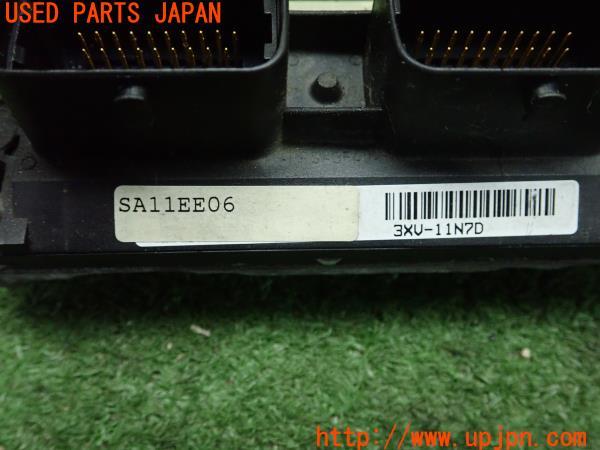 USED PARTS JAPAN
SA11EE06
3XV-11N7D
http://www.upjpn.com/